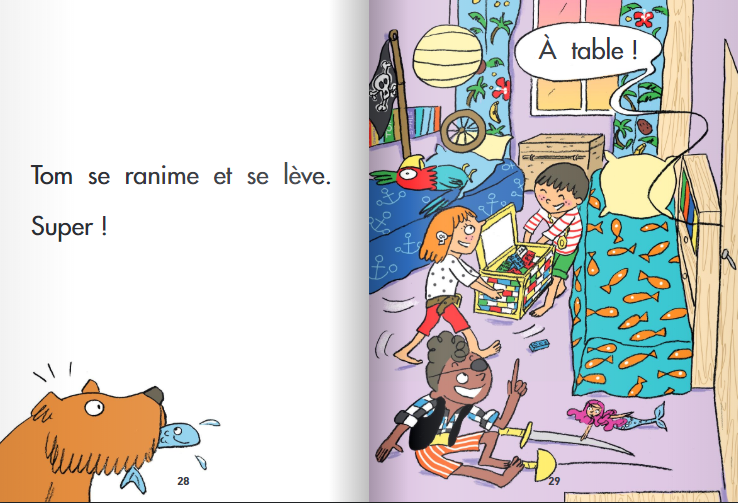 Tom se ranime et se lève.
Super !
28
À table !
29